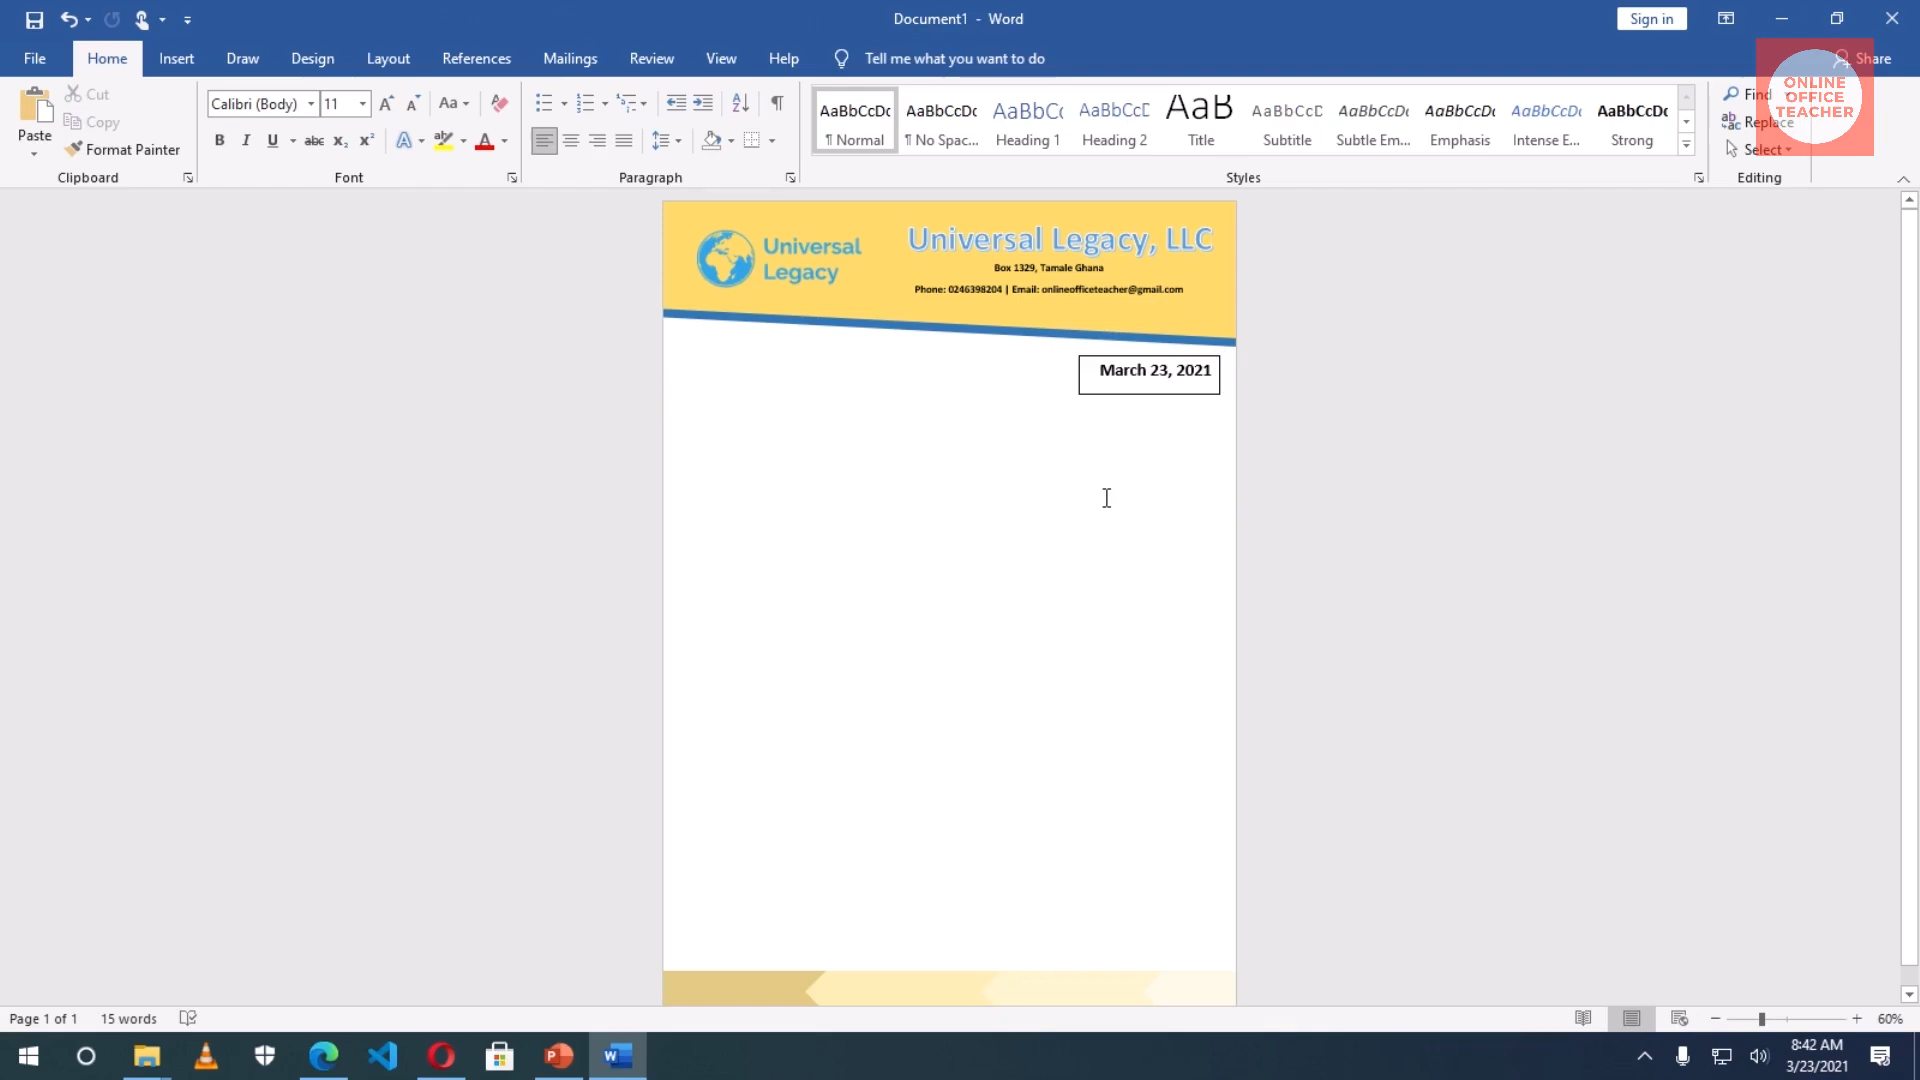 Document1 - Word
Sign in
File Home Insert Draw Design Layout References Mailings Review View Help Tell me what you want to do Share
ONLINE
OFFICE
TEACHER
Paste
Cut
Copy
Format Painter
Clipboard
Calibri (Body) 11 Aa
B I U abc x₂ x² A A
Font
Paragraph
AaBbCcDc AaBbCcDc AaBbCc AaBbCcD AaB AaBbCcD AaBbCcDc AaBbCcDc AaBbCcDc AaBbCcDc
¶ Normal ¶ No Spac... Heading 1 Heading 2 Title Subtitle Subtle Em... Emphasis Intense E... Strong
Styles
Find
Replace
Select
Editing
Universal
Legacy
Universal Legacy, LLC
Box 1329, Tamale Ghana
Phone: 0246398204 | Email: onlineofficeteacher@gmail.com
March 23, 2021
Page 1 of 1 15 words
60%
8:42 AM
3/23/2021